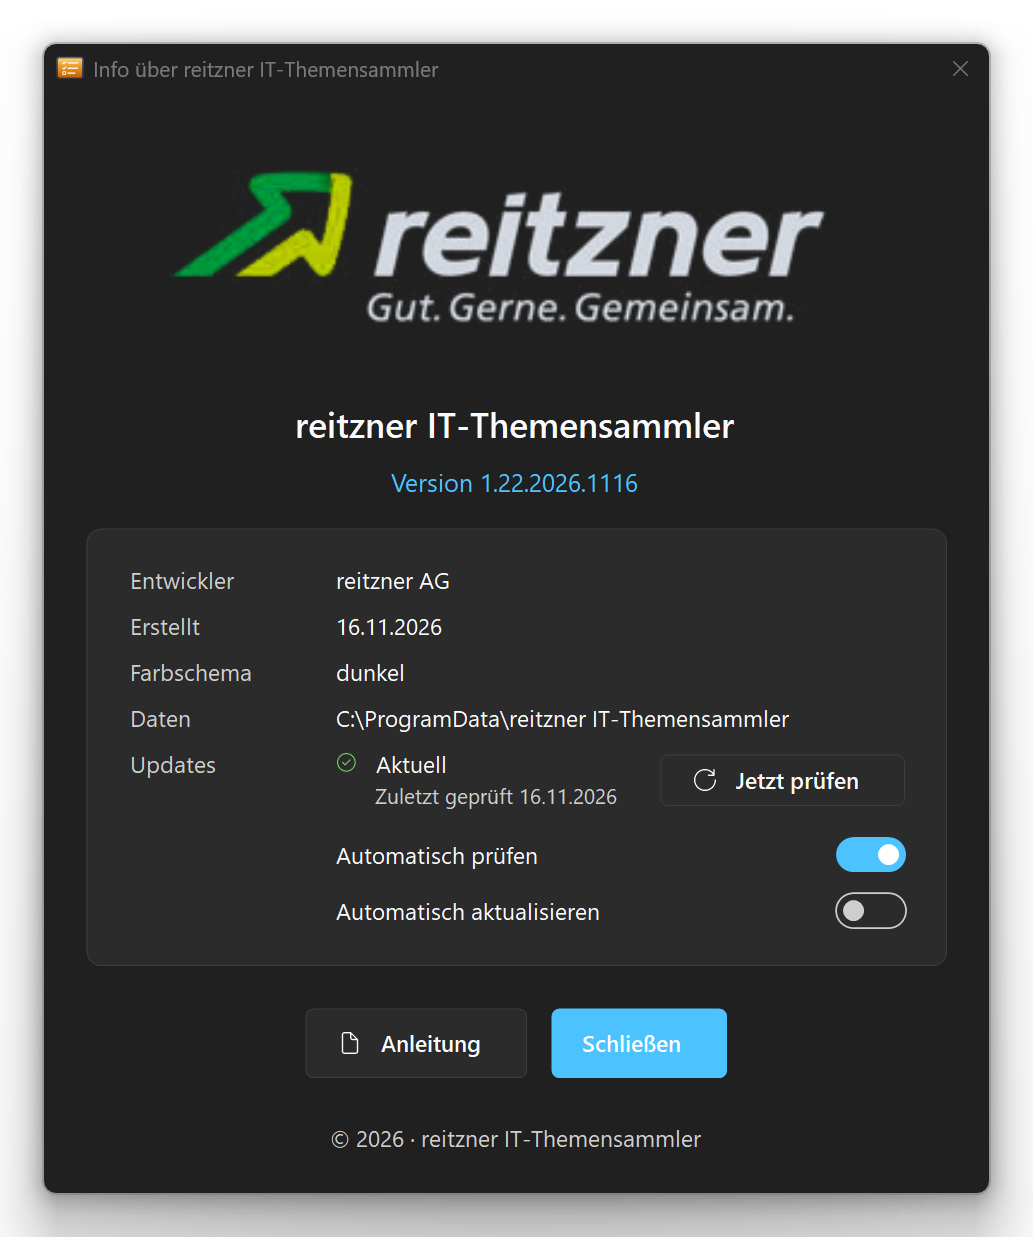 Info über reitzner IT-Themensammler
reitzner
Gut. Gerne. Gemeinsam.
reitzner IT-Themensammler
Version 1.22.2026.1116
Entwickler reitzner AG
Erstellt 16.11.2026
Farbschema dunkel
Daten C:\ProgramData\reitzner IT-Themensammler
Updates Aktuell
Zuletzt geprüft 16.11.2026
Jetzt prüfen
Automatisch prüfen
Automatisch aktualisieren
Anleitung Schließen
© 2026 · reitzner IT-Themensammler